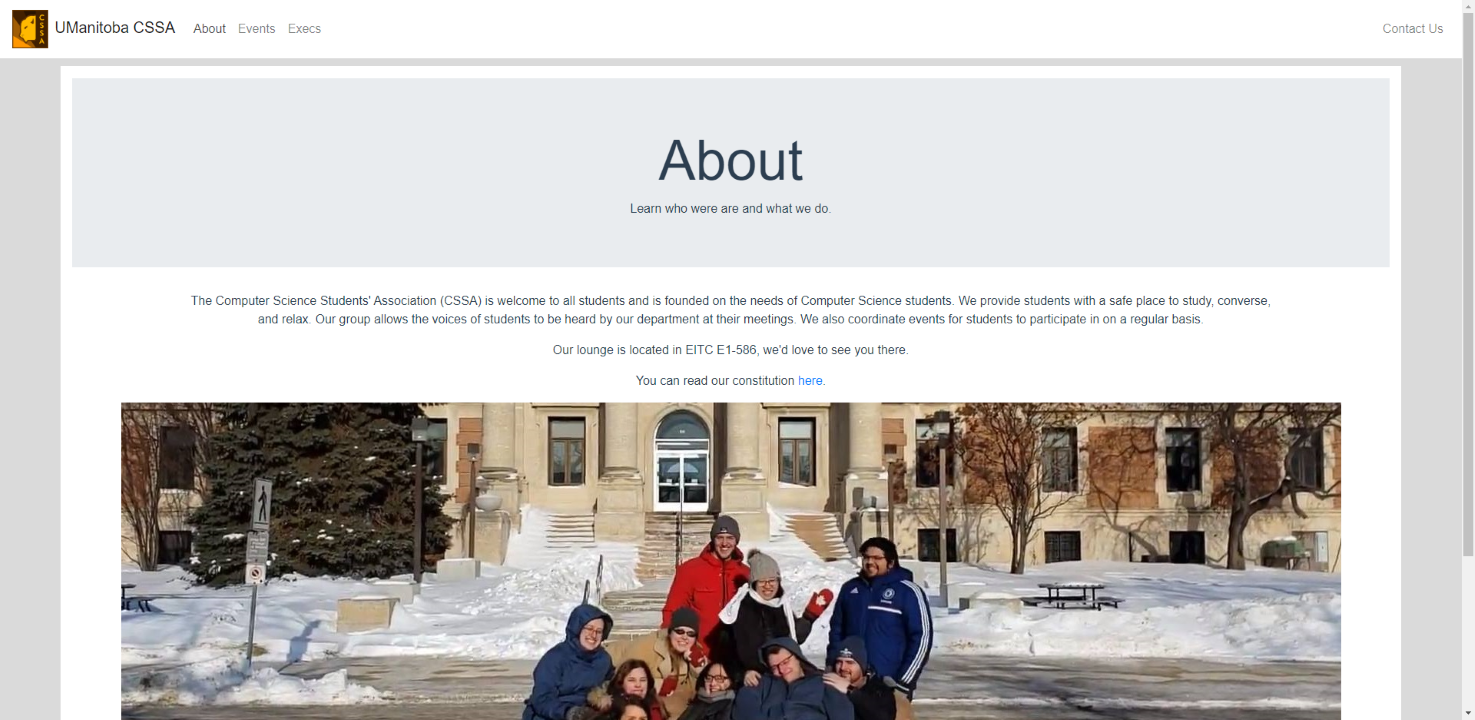 CSSA
UManitoba CSSA About Events Execs Contact Us
About
Learn who were are and what we do.
The Computer Science Students' Association (CSSA) is welcome to all students and is founded on the needs of Computer Science students. We provide students with a safe place to study, converse,
and relax. Our group allows the voices of students to be heard by our department at their meetings. We also coordinate events for students to participate in on a regular basis.
Our lounge is located in EITC E1-586, we'd love to see you there.
You can read our constitution here.